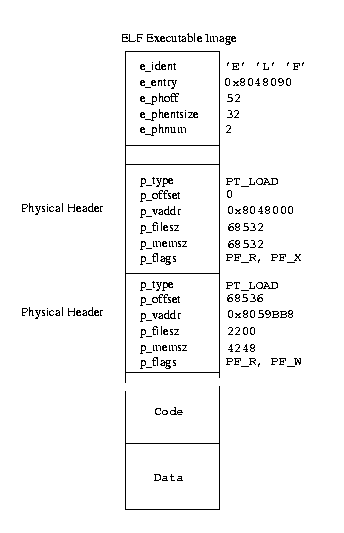 ELF Executable Image
e_ident 'E' 'L' 'F'
e_entry 0x8048090
e_phoff 52
e_phentsize 32
e_phnum 2
p_type PT_LOAD
p_offset 0
Physical Header p_vaddr 0x8048000
p_filesz 68532
p_memsz 68532
p_flags PF_R, PF_X
p_type PT_LOAD
p_offset 68536
Physical Header p_vaddr 0x8059BB8
p_filesz 2200
p_memsz 4248
p_flags PF_R, PF_W
Code
Data